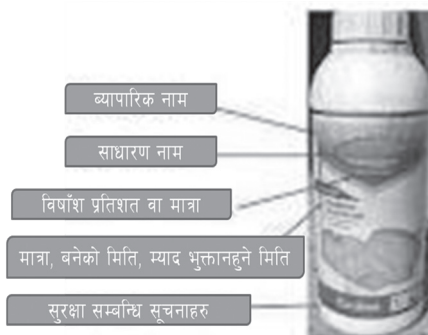 व्यापारिक नाम
साधारण नाम
विषाँश प्रतिशत वा मात्रा
मात्रा, बनेको मिति, म्याद भुक्तानहुने मिति
सुरक्षा सम्बन्धि सूचनाहरु